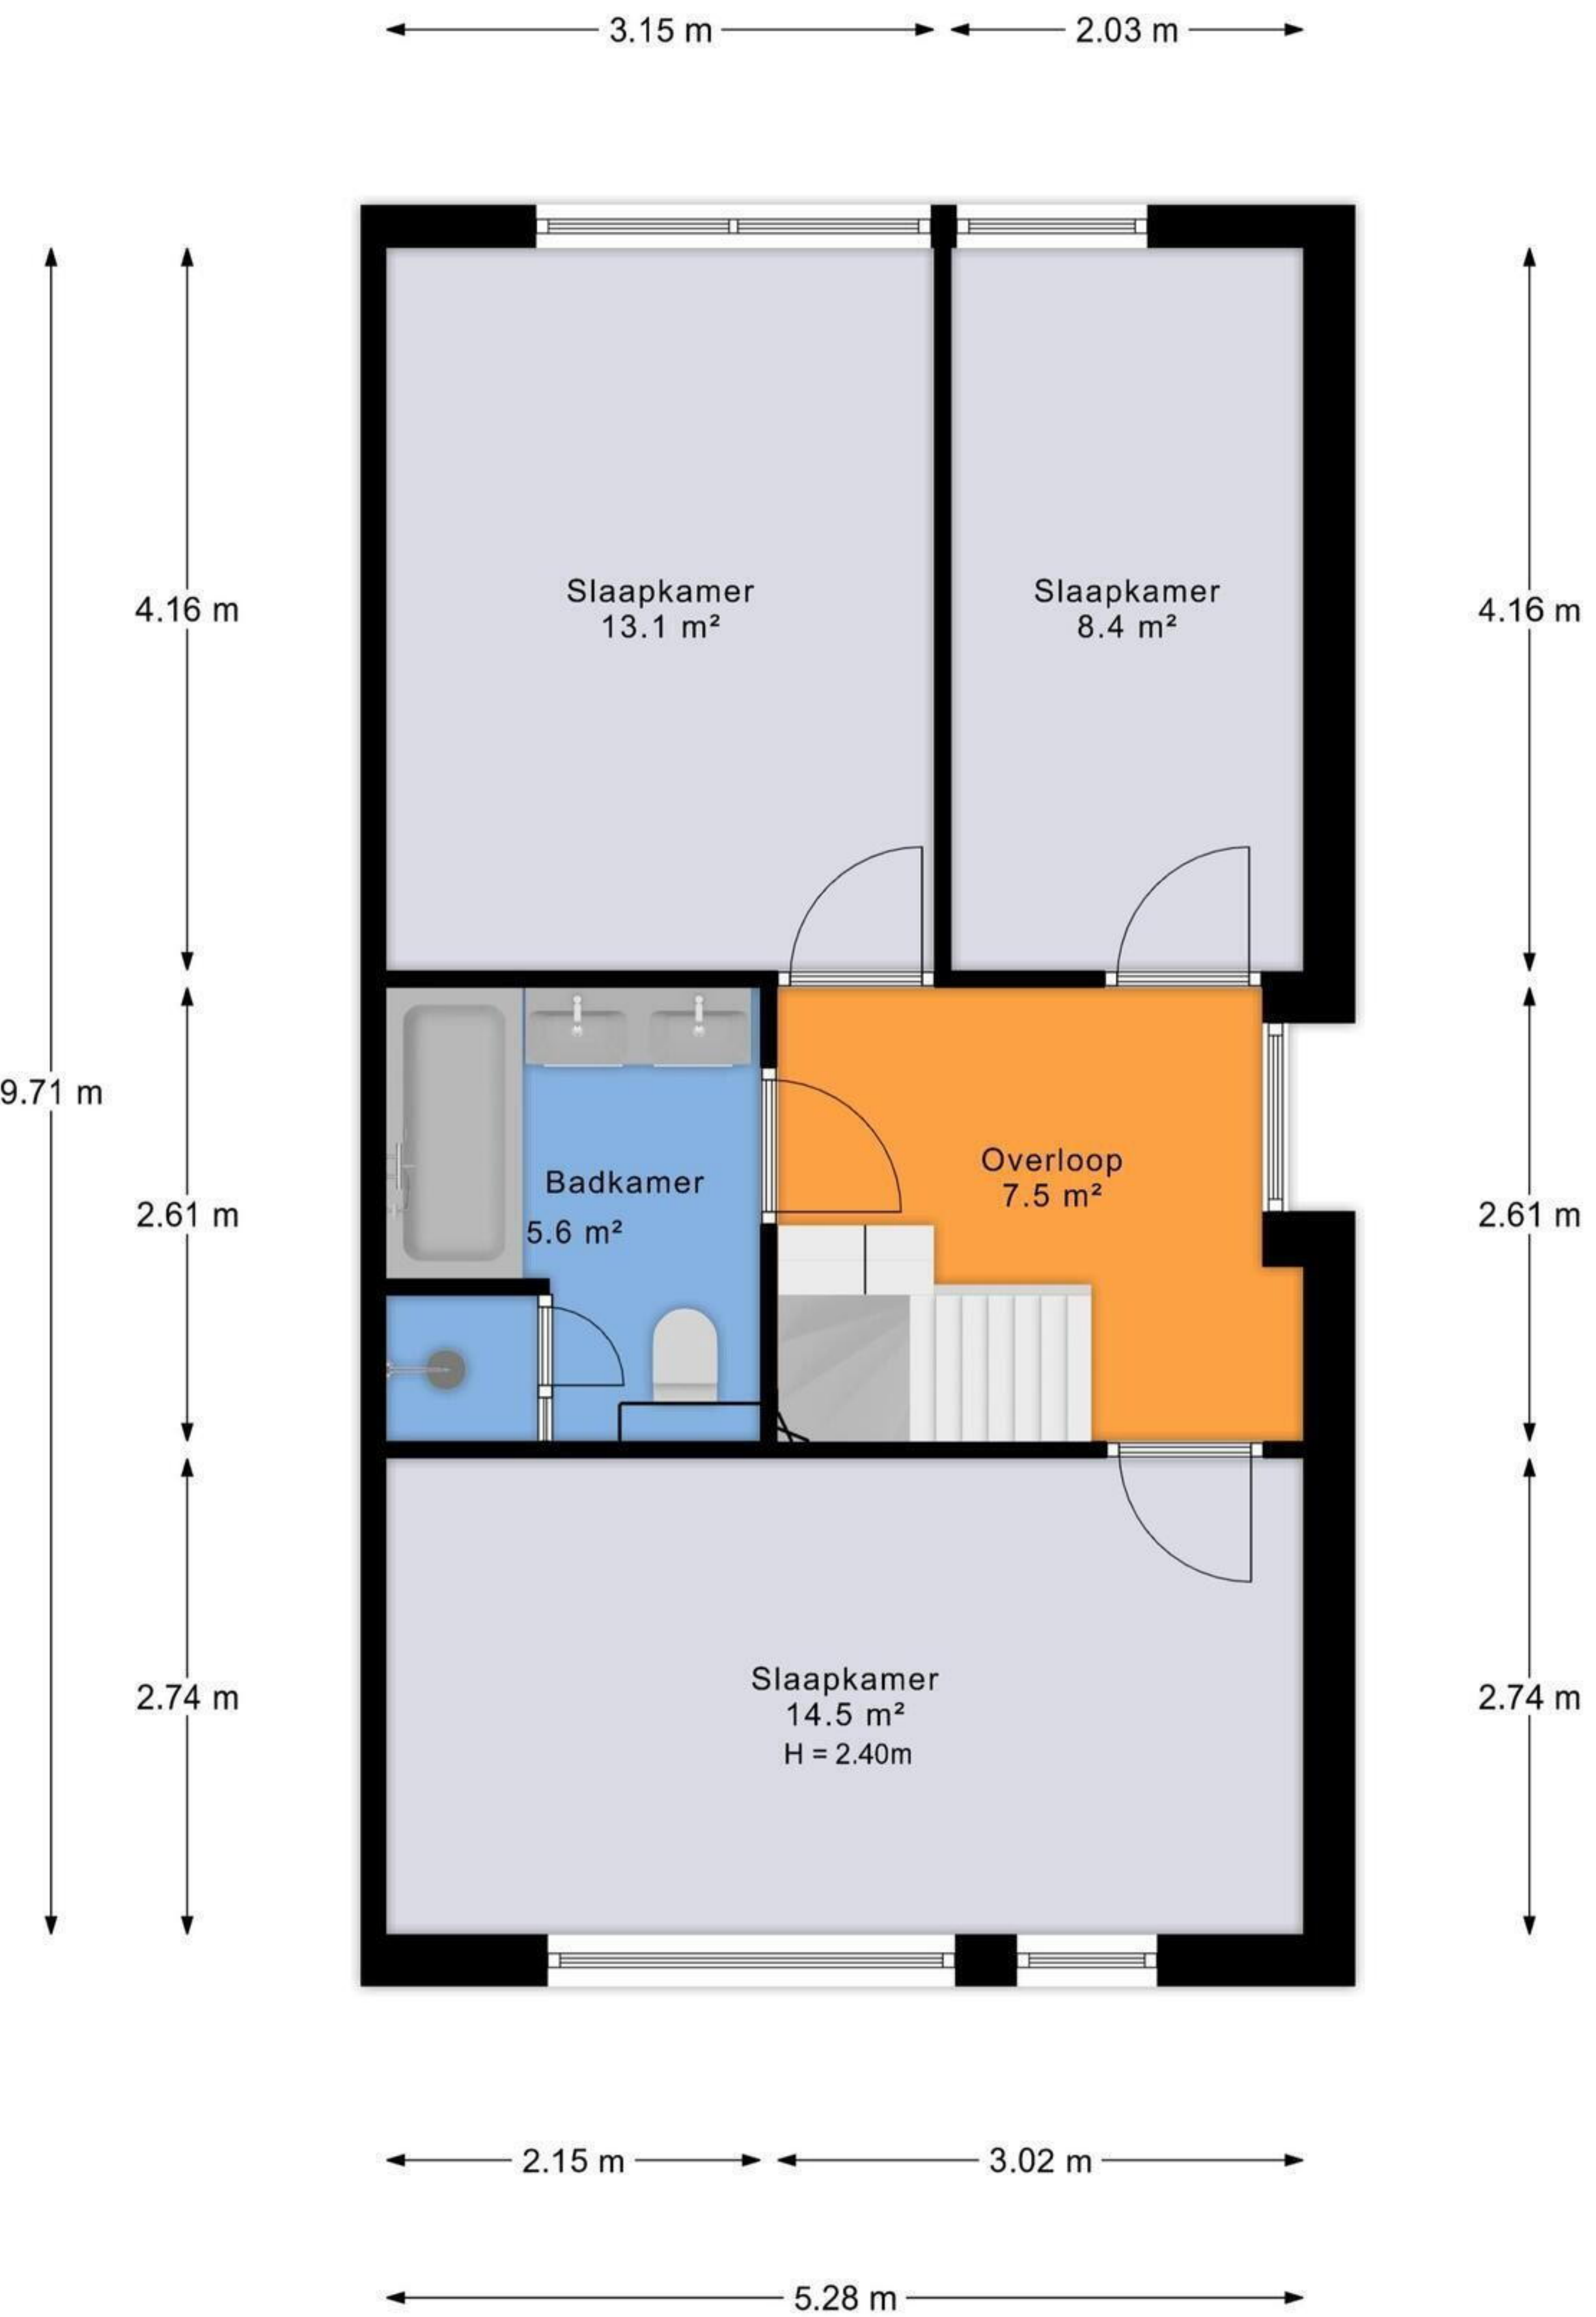 3.15 m
2.03 m
Slaapkamer
13.1 m²
Slaapkamer
8.4 m²
4.16 m
4.16 m
9.71 m
Badkamer
5.6 m²
Overloop
7.5 m²
2.61 m
2.61 m
Slaapkamer
14.5 m²
H = 2.40m
2.74 m
2.74 m
2.15 m
3.02 m
5.28 m